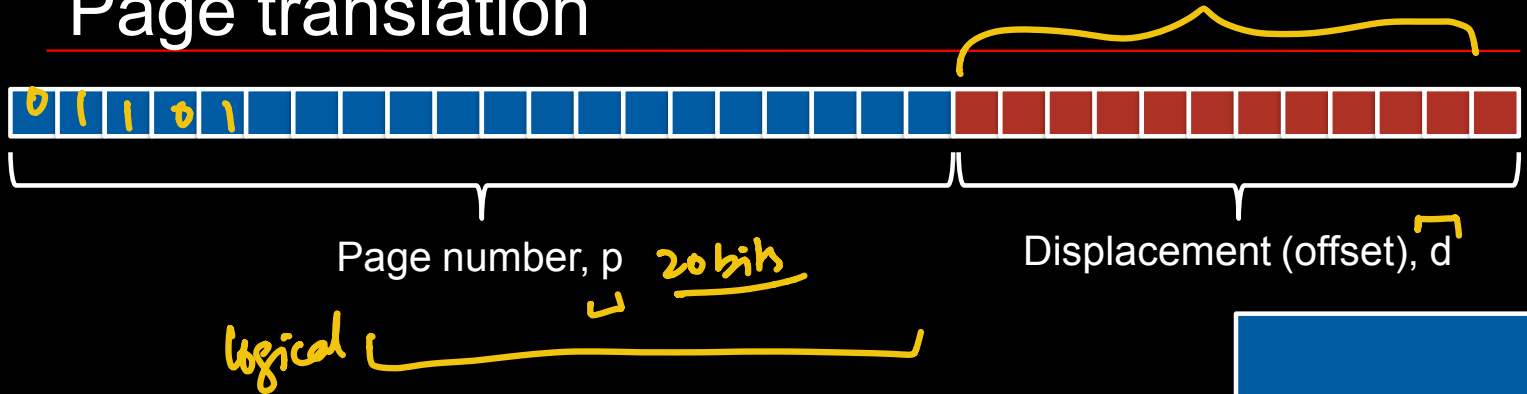 Page translation
0 1 1 0 1
Page number, p 20 bits
Displacement (offset), d
logical